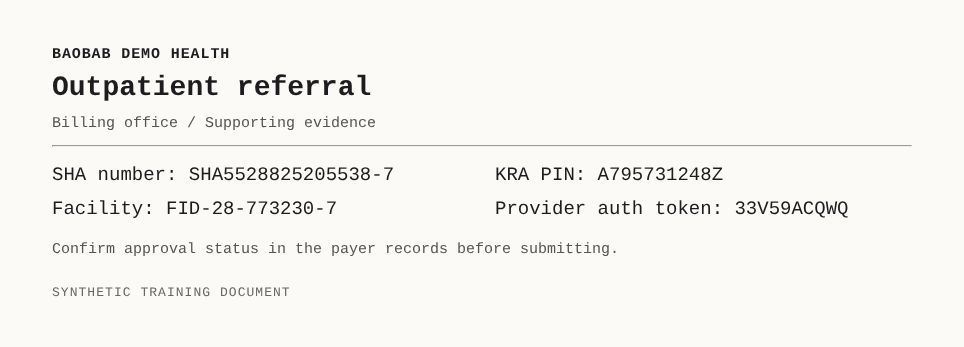 BAOBAB DEMO HEALTH
Outpatient referral
Billing office / Supporting evidence
SHA number: SHA5528825205538-7
KRA PIN: A795731248Z
Facility: FID-28-773230-7
Provider auth token: 33V59ACQWQ
Confirm approval status in the payer records before submitting.
SYNTHETIC TRAINING DOCUMENT